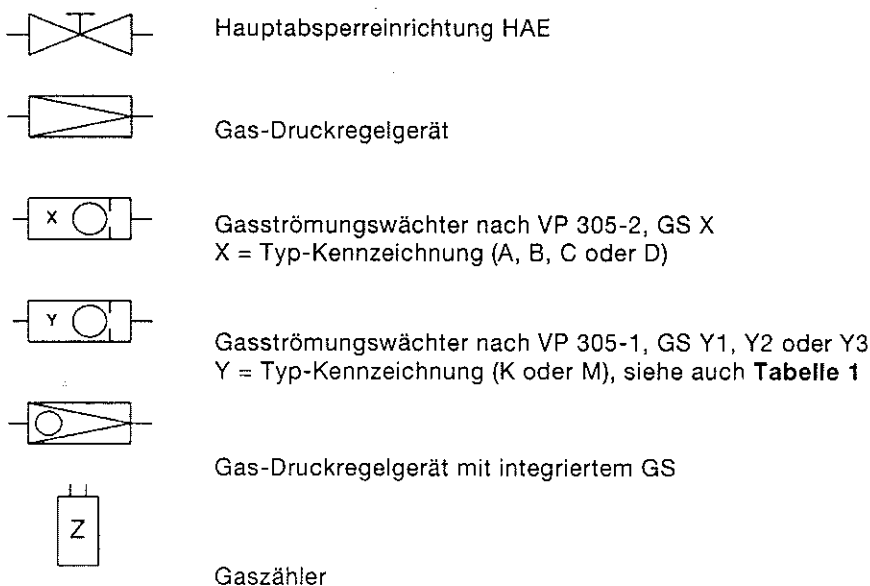 Hauptabsperreinrichtung HAE
Gas-Druckregelgerät
X
Gasströmungswächter nach VP 305-2, GS X
X = Typ-Kennzeichnung (A, B, C oder D)
Y
Gasströmungswächter nach VP 305-1, GS Y1, Y2 oder Y3
Y = Typ-Kennzeichnung (K oder M), siehe auch Tabelle 1
Gas-Druckregelgerät mit integriertem GS
Z
Gaszähler